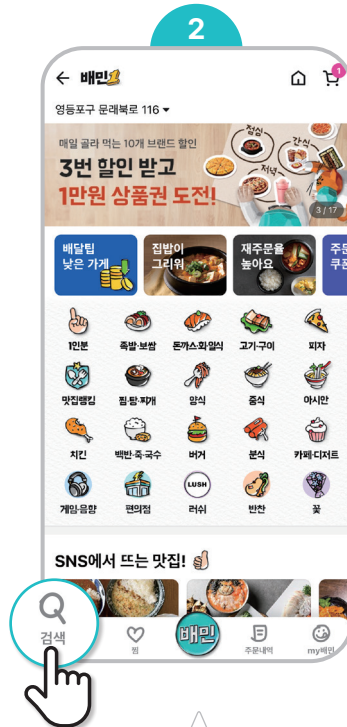 2
배민1
1
영등포구 문래북로 116
매일 골라 먹는 10개 브랜드 할인
3번 할인 받고
1만원 상품권 도전!
점심
간식
저녁
3 / 17
배달팁
낮은 가게
집밥이
그리워
재주문율
높아요
주문
쿠폰
1인분
족발·보쌈
돈까스·회·일식
고기·구이
피자
맛집랭킹
찜·탕·찌개
양식
중식
아시안
치킨
백반·죽·국수
버거
분식
카페·디저트
LUSH
게임·음향
편의점
러쉬
반찬
꽃
SNS에서 뜨는 맛집!
검색
찜
배민
주문내역
my배민